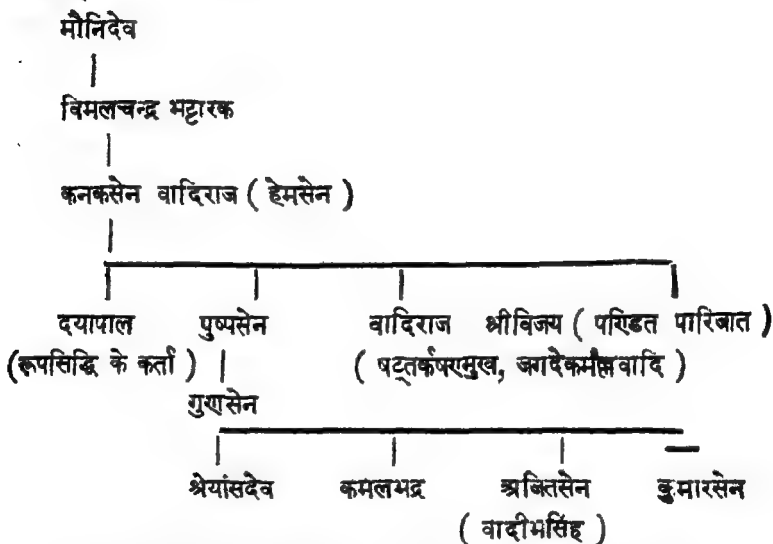 मौनिदेव
विमलचन्द्र भट्टारक
कनकसेन वादिराज ( हेमसेन )
दयापाल पुष्पसेन वादिराज श्रीविजय ( पण्डित पारिजात )
(रूपसिद्धि के कर्ता ) ( षट्तर्कषण्मुख, जगदेकमल्लवादि )
गुणसेन
श्रेयांसदेव कमलभद्र अजितसेन कुमारसेन
( वादीभसिंह )